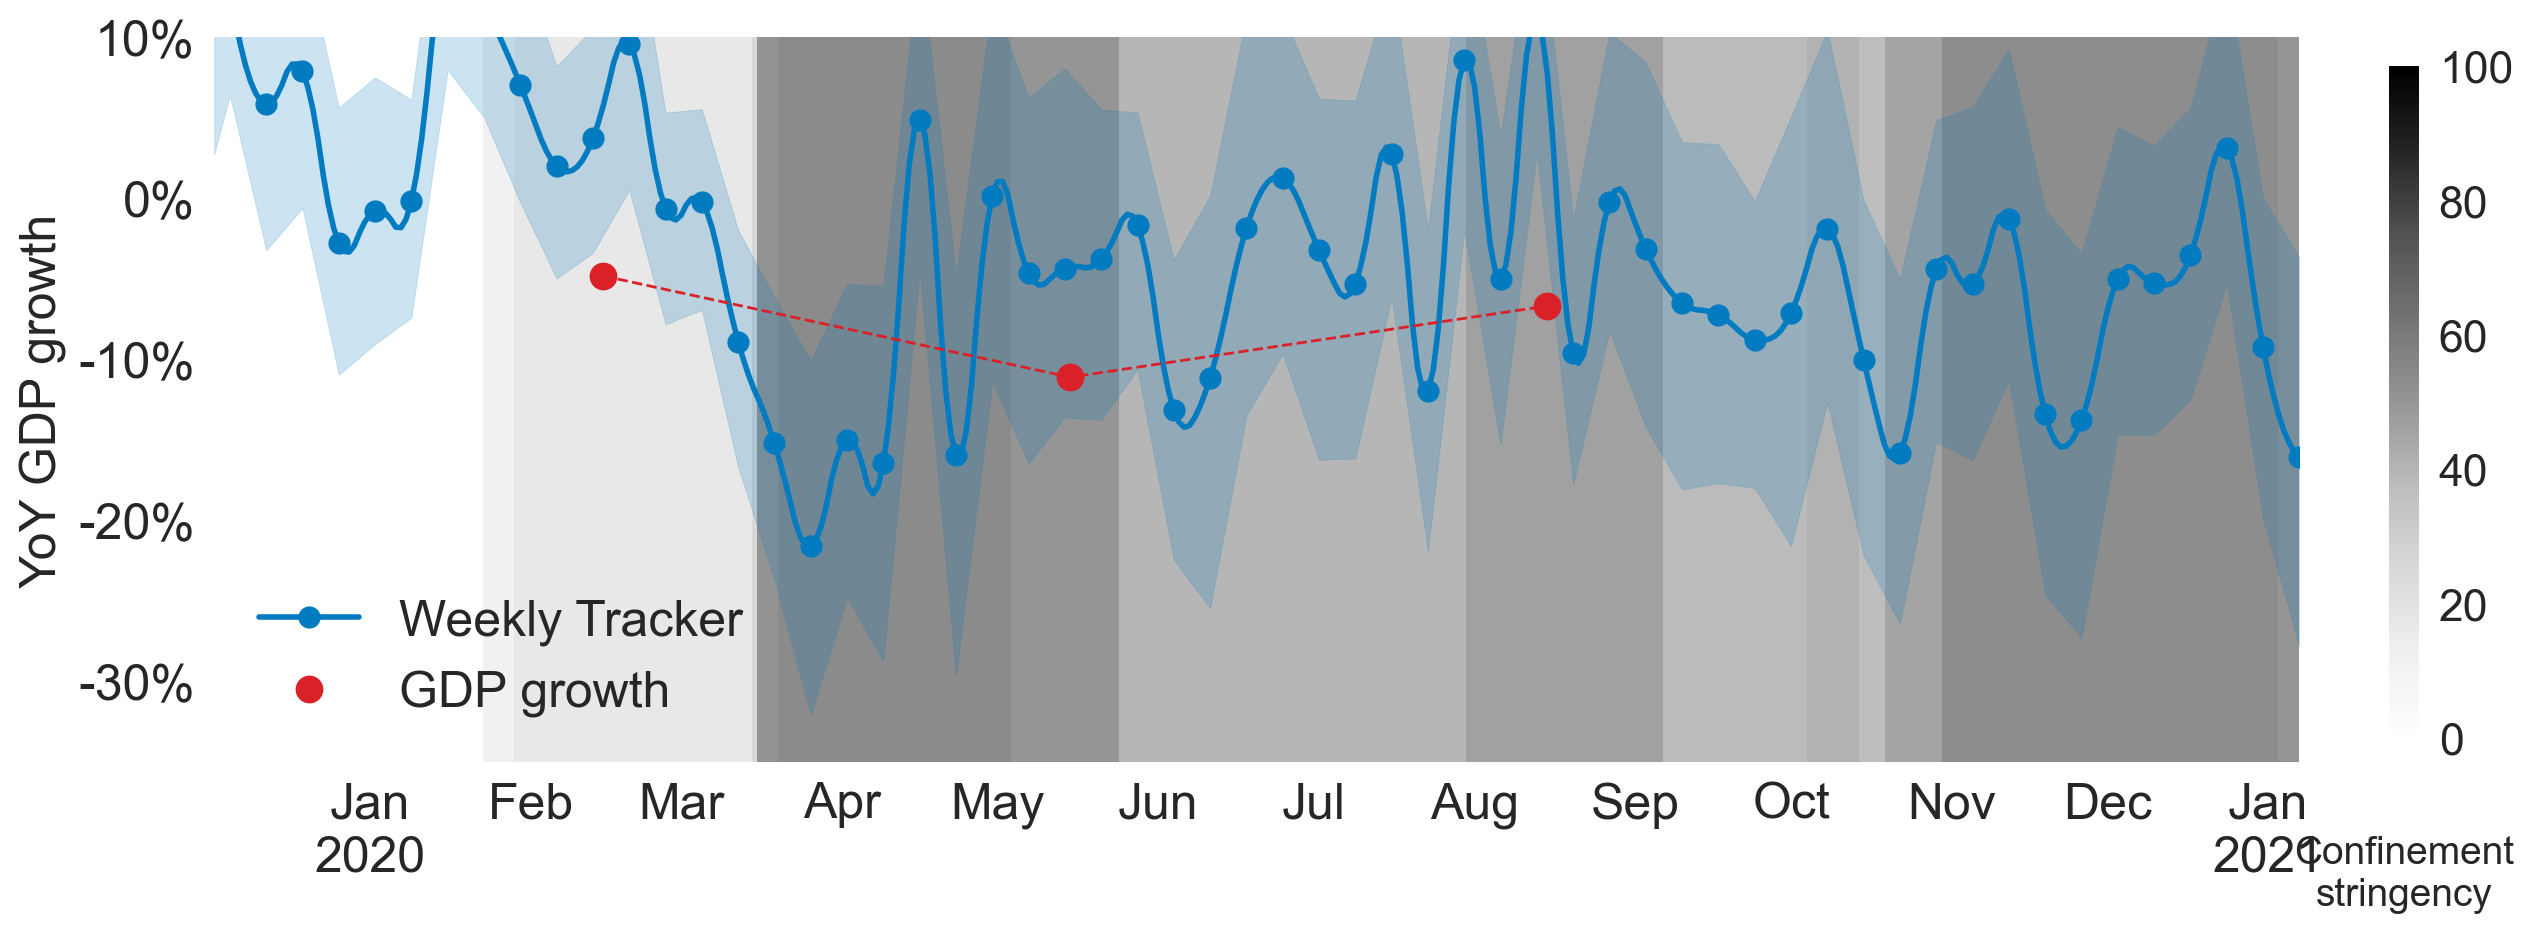 10%
0%
-10%
-20%
-30%
YoY GDP growth
Weekly Tracker
GDP growth
Jan
2020
Feb
Mar
Apr
May
Jun
Jul
Aug
Sep
Oct
Nov
Dec
Jan
2021
100
80
60
40
20
0
Confinement
stringency